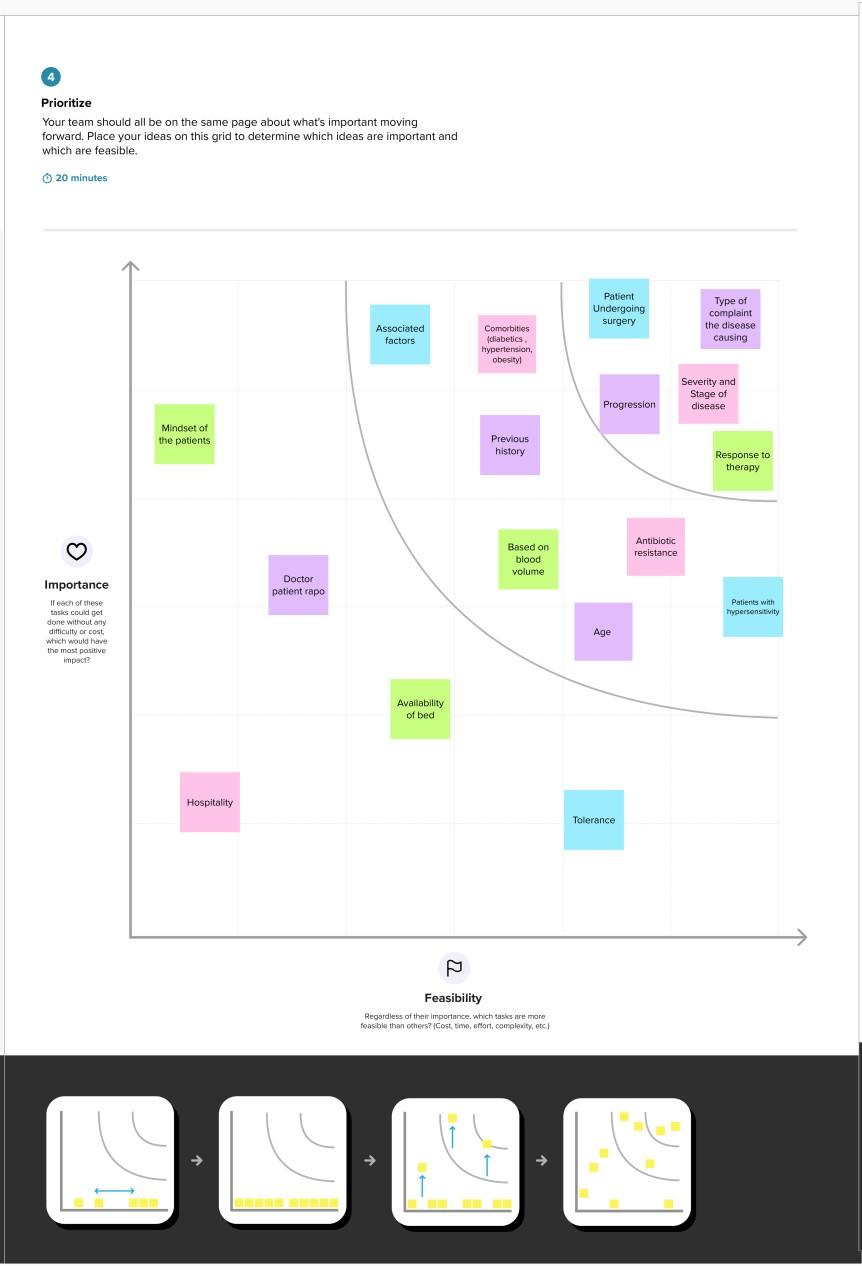 4
Prioritize
Your team should all be on the same page about what's important moving
forward. Place your ideas on this grid to determine which ideas are important and
which are feasible.
20 minutes
Patient
Undergoing
surgery
Type of
complaint
the disease
causing
Associated
factors
Comorbities
(diabetics ,
hypertension,
obesity)
Severity and
Stage of
disease
Progression
Mindset of
the patients
Previous
history
Response to
therapy
Based on
blood
volume
Antibiotic
resistance
Doctor
patient rapo
Patients with
hypersensitivity
Age
Importance
If each of these
tasks could get
done without any
difficulty or cost,
which would have
the most positive
impact?
Availability
of bed
Hospitality
Tolerance
Feasibility
Regardless of their importance, which tasks are more
feasible than others? (Cost, time, effort, complexity, etc.)